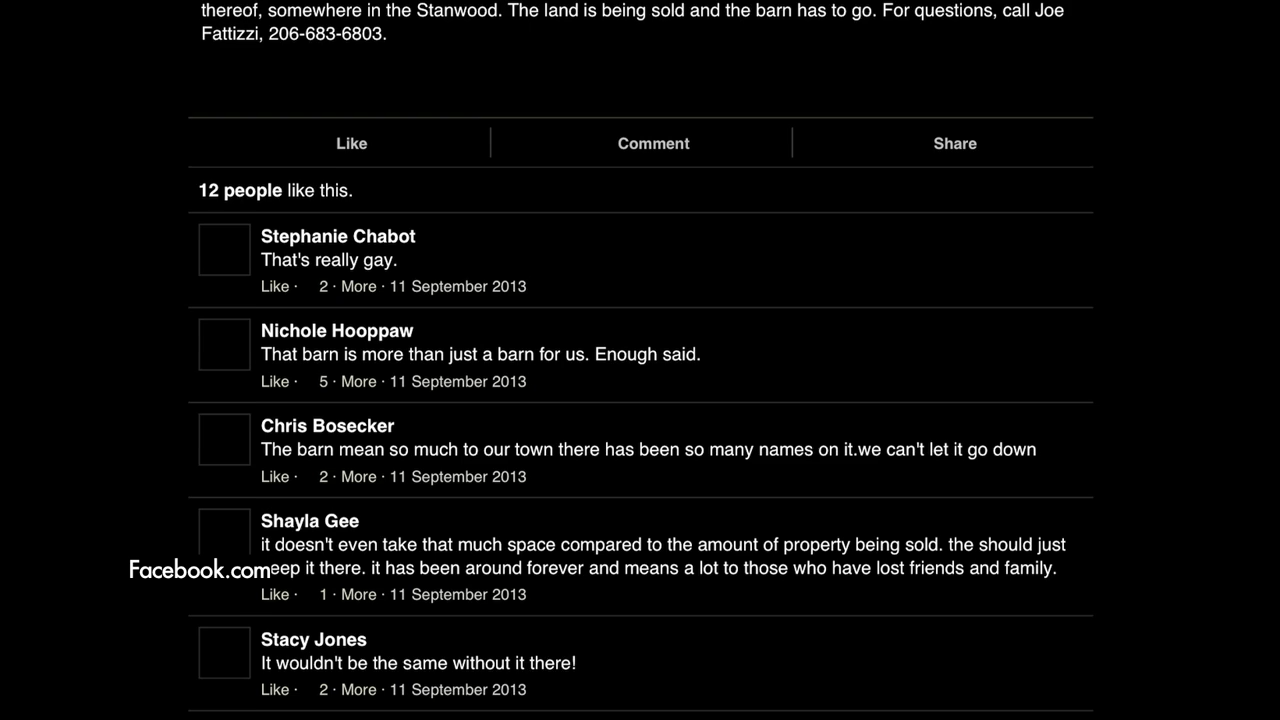 thereof, somewhere in the Stanwood. The land is being sold and the barn has to go. For questions, call Joe
Fattizzi, 206-683-6803.
Like
Comment
Share
12 people like this.
Stephanie Chabot
That's really gay.
Like · 2 · More · 11 September 2013
Nichole Hooppaw
That barn is more than just a barn for us. Enough said.
Like · 5 · More · 11 September 2013
Chris Bosecker
The barn mean so much to our town there has been so many names on it.we can't let it go down
Like · 2 · More · 11 September 2013
Shayla Gee
it doesn't even take that much space compared to the amount of property being sold. the should just
eep it there. it has been around forever and means a lot to those who have lost friends and family.
Facebook.com
Like · 1 · More · 11 September 2013
Stacy Jones
It wouldn't be the same without it there!
Like · 2 · More · 11 September 2013